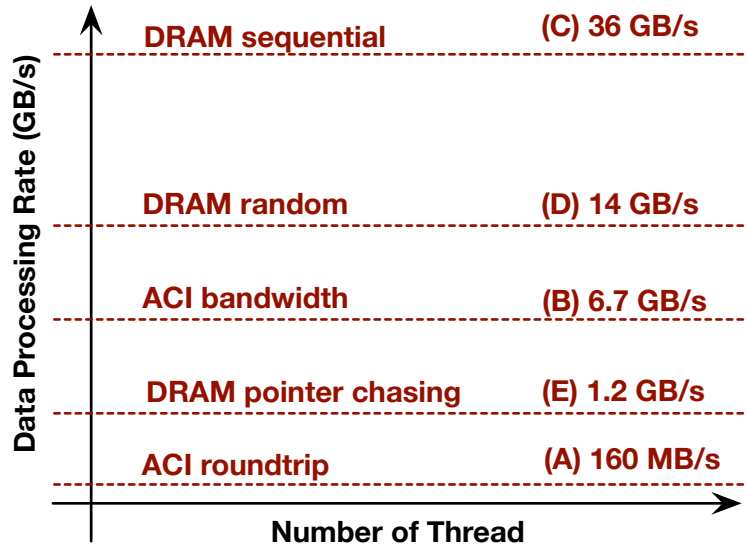 Data Processing Rate (GB/s)
DRAM sequential (C) 36 GB/s
DRAM random (D) 14 GB/s
ACI bandwidth (B) 6.7 GB/s
DRAM pointer chasing (E) 1.2 GB/s
ACI roundtrip (A) 160 MB/s
Number of Thread